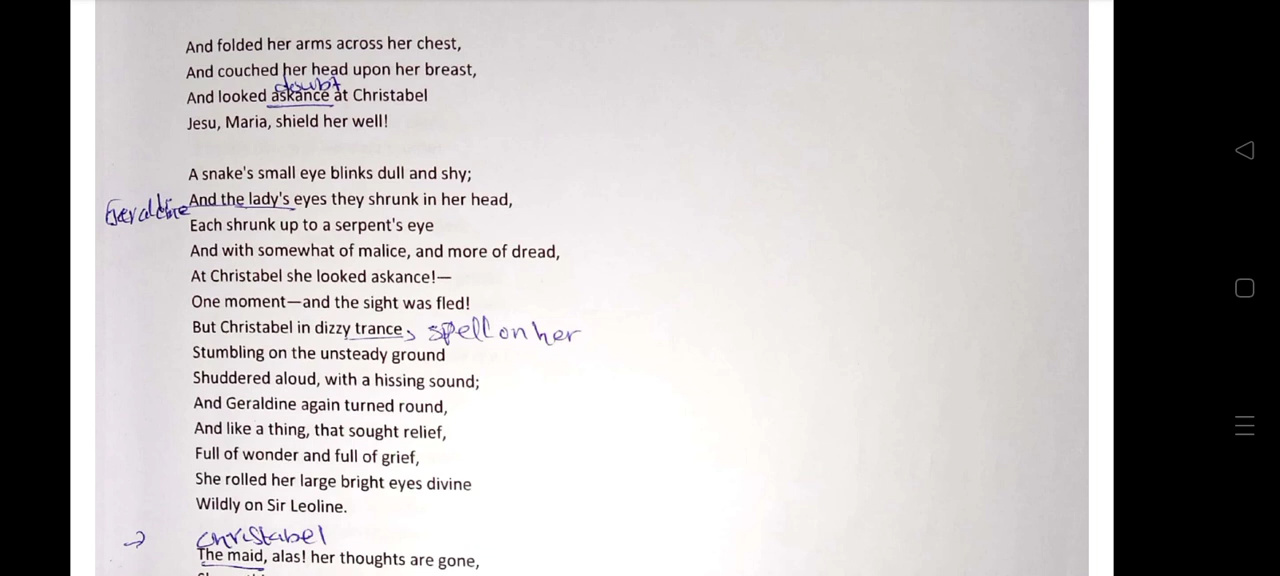 And folded her arms across her chest,
And couched her head upon her breast,
doubt
And looked askance at Christabel
Jesu, Maria, shield her well!
A snake's small eye blinks dull and shy;
Geraldine And the lady's eyes they shrunk in her head,
Each shrunk up to a serpent's eye
And with somewhat of malice, and more of dread,
At Christabel she looked askance!—
One moment—and the sight was fled!
But Christabel in dizzy trance, spell on her
Stumbling on the unsteady ground
Shuddered aloud, with a hissing sound;
And Geraldine again turned round,
And like a thing, that sought relief,
Full of wonder and full of grief,
She rolled her large bright eyes divine
Wildly on Sir Leoline.
→ Christabel
The maid, alas! her thoughts are gone,